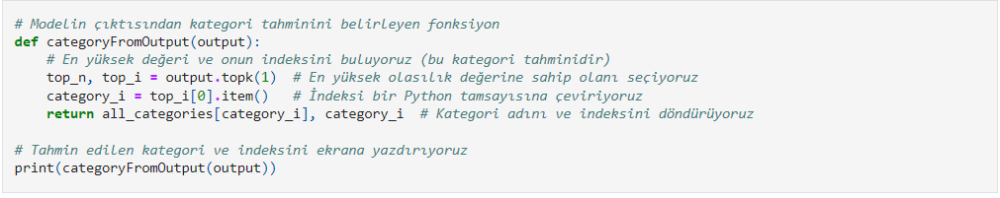 # Modelin çıktısından kategori tahminini belirleyen fonksiyon
def categoryFromOutput(output):
    # En yüksek değeri ve onun indeksini buluyoruz (bu kategori tahminidir)
    top_n, top_i = output.topk(1)  # En yüksek olasılık değerine sahip olanı seçiyoruz
    category_i = top_i[0].item()   # İndeksi bir Python tamsayısına çeviriyoruz
    return all_categories[category_i], category_i  # Kategori adını ve indeksini döndürüyoruz
# Tahmin edilen kategori ve indeksini ekrana yazdırıyoruz
print(categoryFromOutput(output))